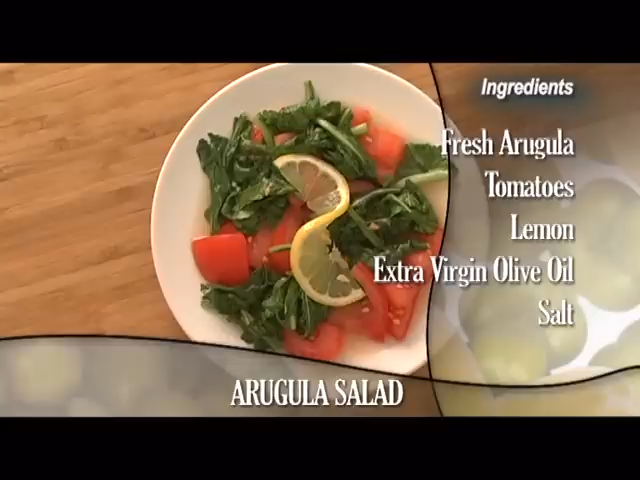 Ingredients
Fresh Arugula
Tomatoes
Lemon
Extra Virgin Olive Oil
Salt
ARUGULA SALAD